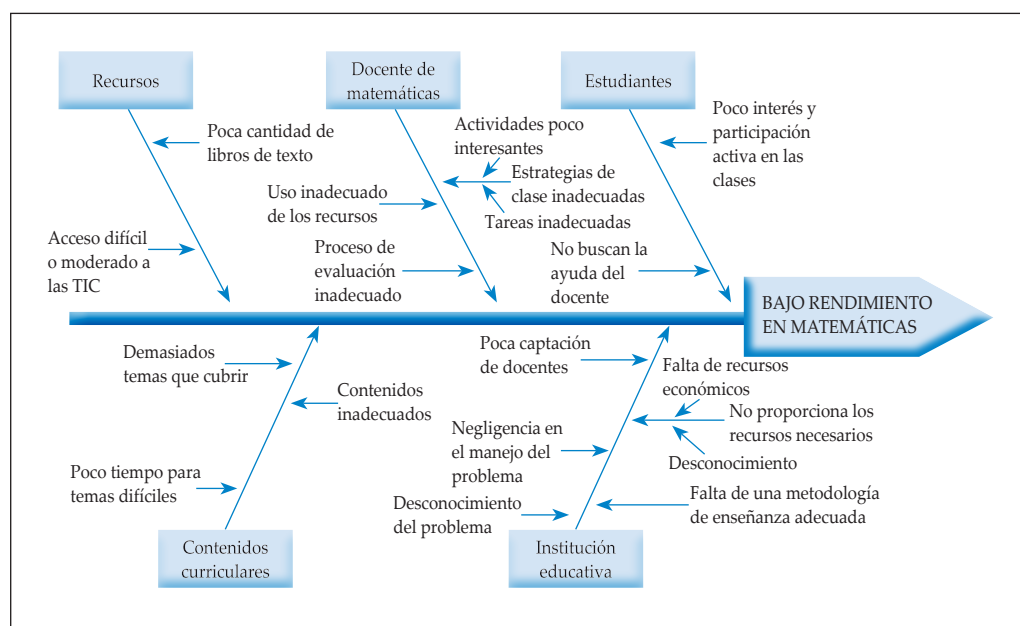 Recursos
Docente de
matemáticas
Estudiantes
Poca cantidad de
libros de texto
Acceso difícil
o moderado a
las TIC
Actividades poco
interesantes
Estrategias de
clase inadecuadas
Tareas inadecuadas
Uso inadecuado
de los recursos
Proceso de
evaluación
inadecuado
Poco interés y
participación
activa en las
clases
No buscan la
ayuda del
docente
BAJO RENDIMIENTO
EN MATEMÁTICAS
Demasiados
temas que cubrir
Contenidos
inadecuados
Poco tiempo para
temas difíciles
Contenidos
curriculares
Poca captación
de docentes
Falta de recursos
económicos
No proporciona los
recursos necesarios
Desconocimiento
Negligencia en
el manejo del
problema
Desconocimiento
del problema
Falta de una metodología
de enseñanza adecuada
Institución
educativa